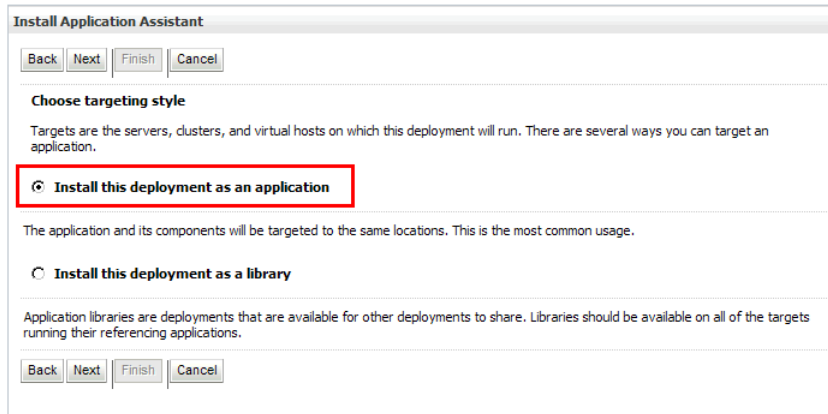 Install Application Assistant
Back Next Finish Cancel
Choose targeting style
Targets are the servers, clusters, and virtual hosts on which this deployment will run. There are several ways you can target an
application.
Install this deployment as an application
The application and its components will be targeted to the same locations. This is the most common usage.
Install this deployment as a library
Application libraries are deployments that are available for other deployments to share. Libraries should be available on all of the targets
running their referencing applications.
Back Next Finish Cancel